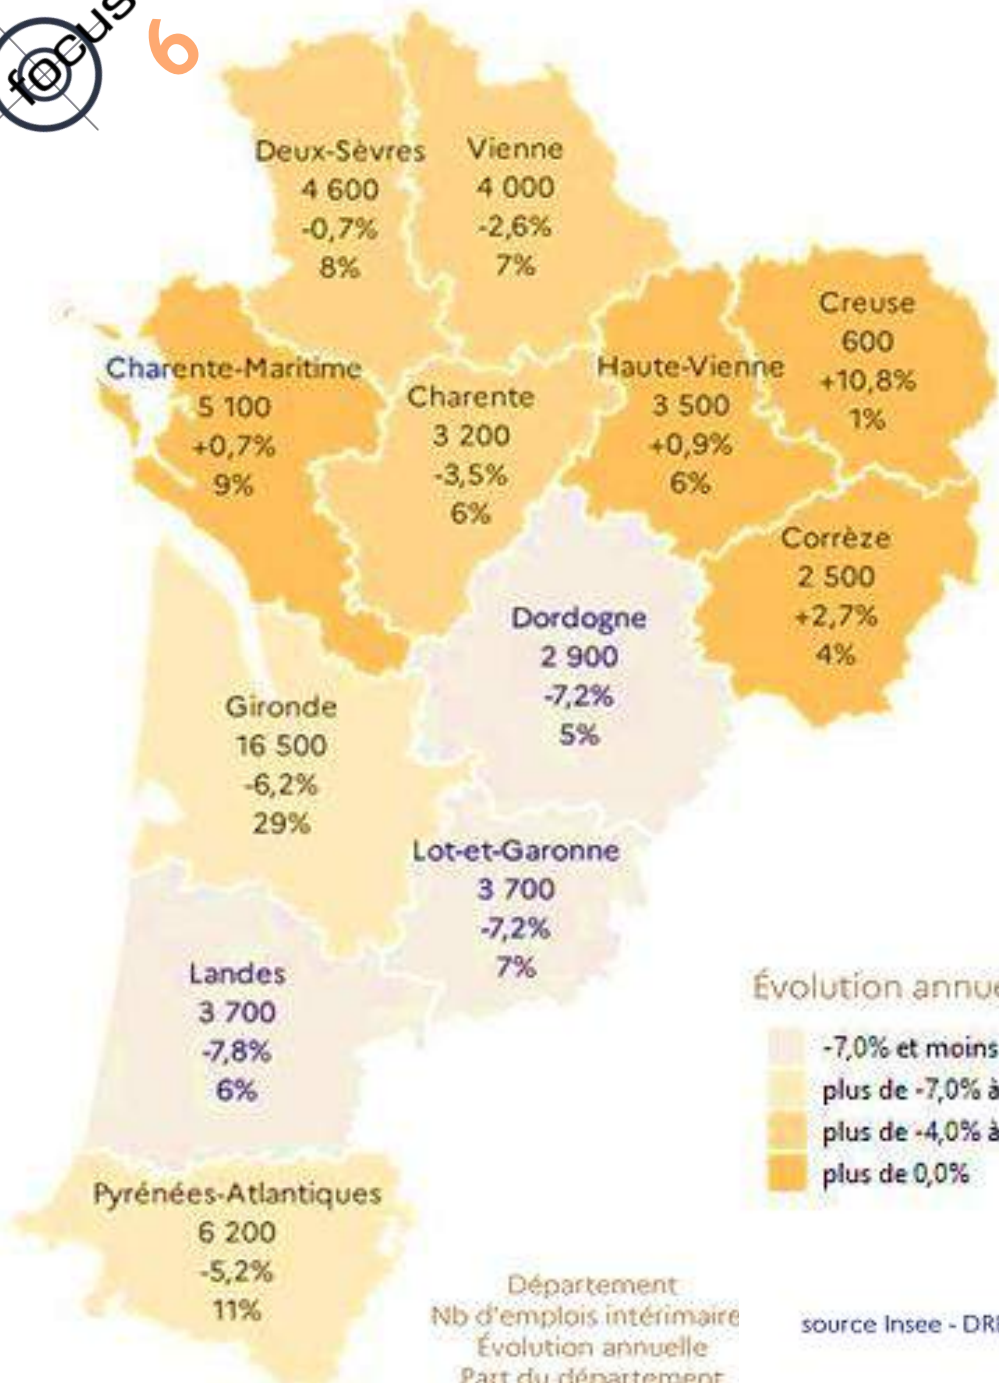 focus
6
Deux-Sèvres
4 600
-0,7%
8%
Vienne
4 000
-2,6%
7%
Creuse
600
+10,8%
1%
Charente-Maritime
5 100
+0,7%
9%
Charente
3 200
-3,5%
6%
Haute-Vienne
3 500
+0,9%
6%
Corrèze
2 500
+2,7%
4%
Dordogne
2 900
-7,2%
5%
Gironde
16 500
-6,2%
29%
Lot-et-Garonne
3 700
-7,2%
7%
Landes
3 700
-7,8%
6%
Pyrénées-Atlantiques
6 200
-5,2%
11%
Évolution annue
-7,0% et moins
plus de -7,0% à
plus de -4,0% à
plus de 0,0%
Département
Nb d'emplois intérimaire
Évolution annuelle
Part du département
source Insee - DR